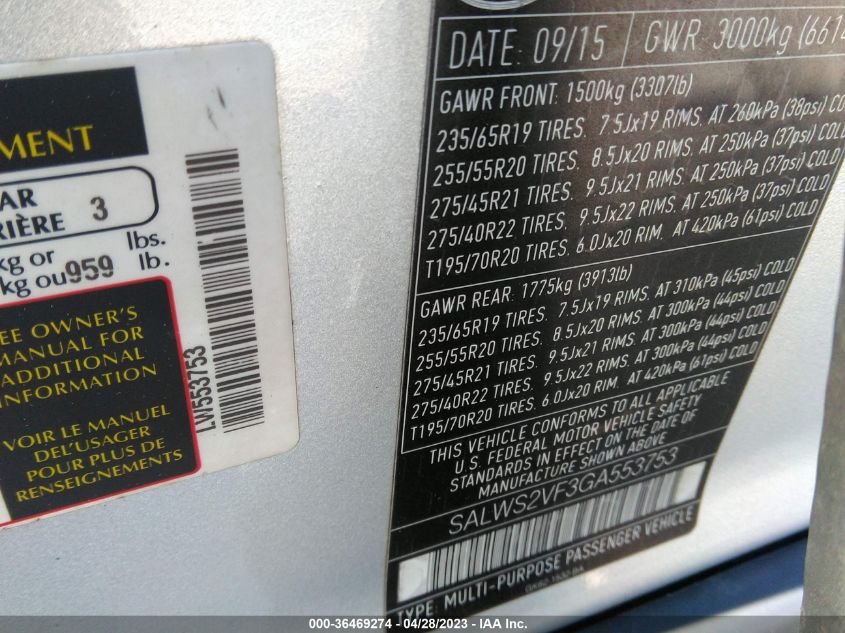 MENT
AR
RIÈRE 3
kg or lbs.
kg ou 959 lb.
EE OWNER'S
MANUAL FOR
ADDITIONAL
INFORMATION
VOIR LE MANUEL
DEL'USAGER
POUR PLUS DE
RENSEIGNEMENTS
LW553753
DATE: 09/15 GWR 3000kg (661
GAWR FRONT: 1500kg (3307lb)
235/65R19 TIRES. 7.5Jx19 RIMS. AT 260kPa (38psi) COLD
255/55R20 TIRES. 8.5Jx20 RIMS. AT 250kPa (37psi) COLD
275/45R21 TIRES. 9.5Jx21 RIMS. AT 250kPa (37psi) COLD
275/40R22 TIRES. 9.5Jx22 RIMS. AT 250kPa (37psi) COLD
T195/70R20 TIRES. 6.0Jx20 RIM. AT 420kPa (61psi) COLD
GAWR REAR: 1775kg (3913lb)
235/65R19 TIRES. 7.5Jx19 RIMS. AT 310kPa (45psi) COLD
255/55R20 TIRES. 8.5Jx20 RIMS. AT 300kPa (44psi) COLD
275/45R21 TIRES. 9.5Jx21 RIMS. AT 300kPa (44psi) COLD
275/40R22 TIRES. 9.5Jx22 RIMS. AT 300kPa (44psi) COLD
T195/70R20 TIRES. 6.0Jx20 RIM. AT 420kPa (61psi) COLD
THIS VEHICLE CONFORMS TO ALL APPLICABLE
U.S. FEDERAL MOTOR VEHICLE SAFETY
STANDARDS IN EFFECT ON THE DATE OF
MANUFACTURE SHOWN ABOVE
SALWS2VF3GA553753
TYPE: MULTI-PURPOSE PASSENGER VEHICLE
000-36469274 / 04/28/2023 - IAA Inc.